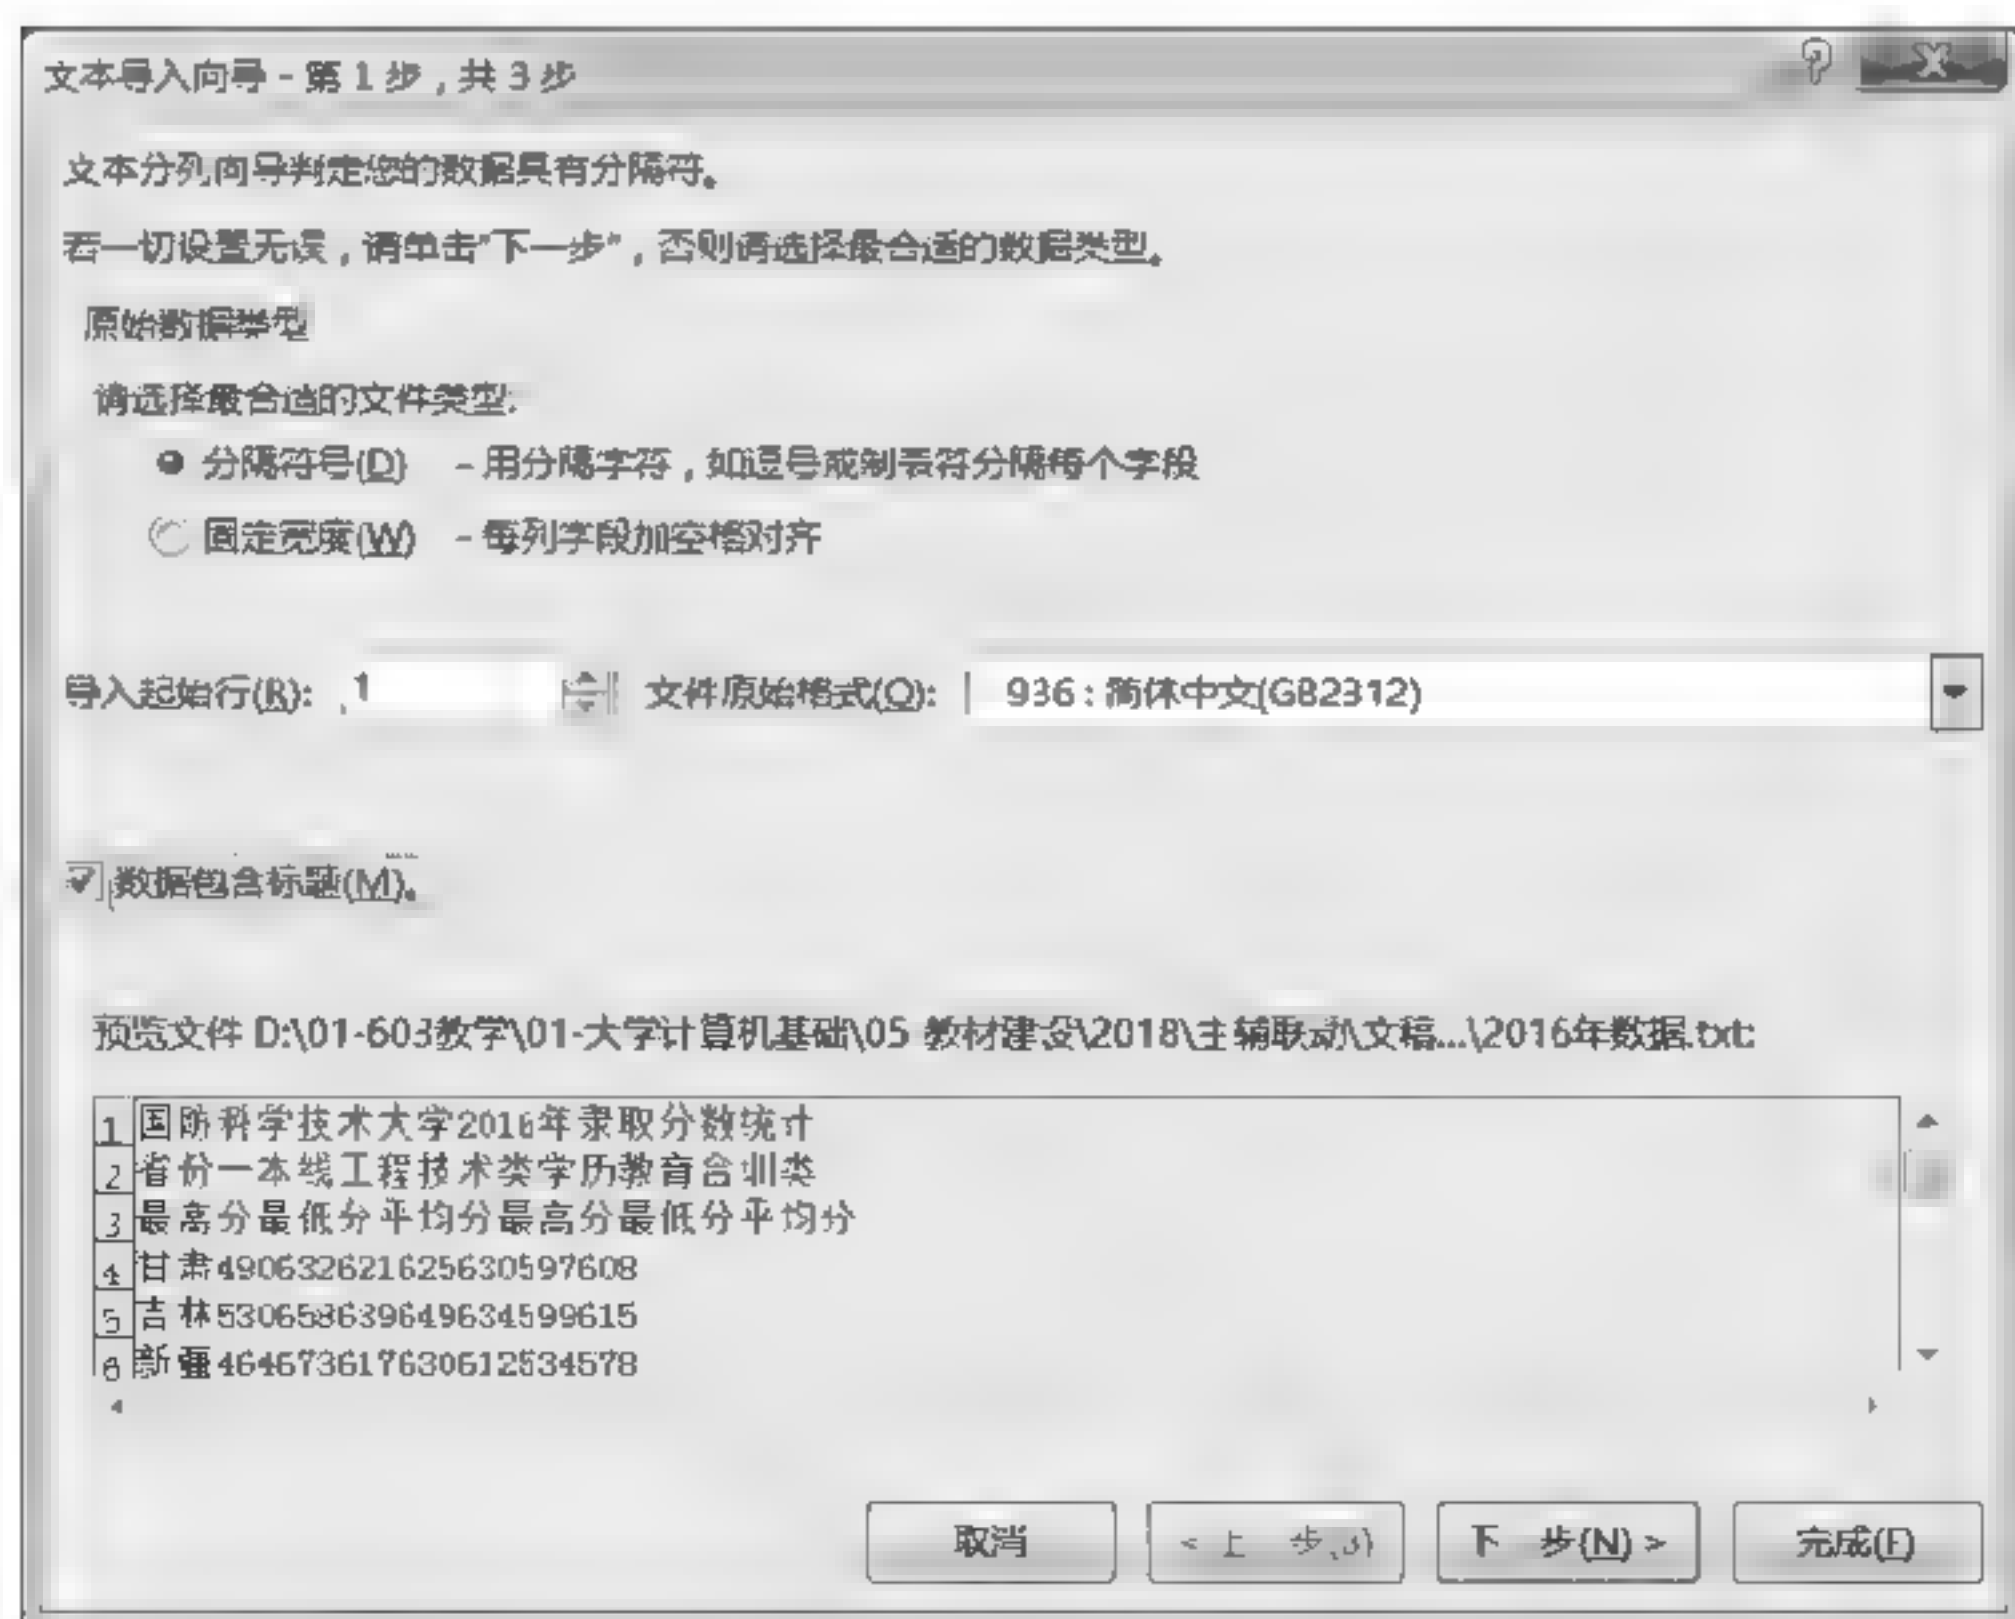 文本导入向导 - 第 1 步，共 3 步
文本分列向导判定您的数据具有分隔符。
若一切设置无误，请单击"下一步"，否则请选择最合适的数据类型。
原始数据类型
请选择最合适的文件类型:
分隔符号(D) - 用分隔字符，如逗号或制表符分隔每个字段
固定宽度(W) - 每列字段加空格对齐
导入起始行(R): 1 文件原始格式(O): 936 : 简体中文(GB2312)
数据包含标题(M)。
预览文件 D:\01-603教学\01-大学计算机基础\05 教材建设\2018\主辅联动\文稿...\2016年数据.txt:
1 国防科学技术大学2016年录取分数统计
2 省份一本线工程技术类学历教育合训类
3 最高分最低分平均分最高分最低分平均分
4 甘肃490632621625630597608
5 吉林530658639649634599615
6 新疆464673617630612534578
取消 < 上一步(B) 下一步(N) > 完成(F)